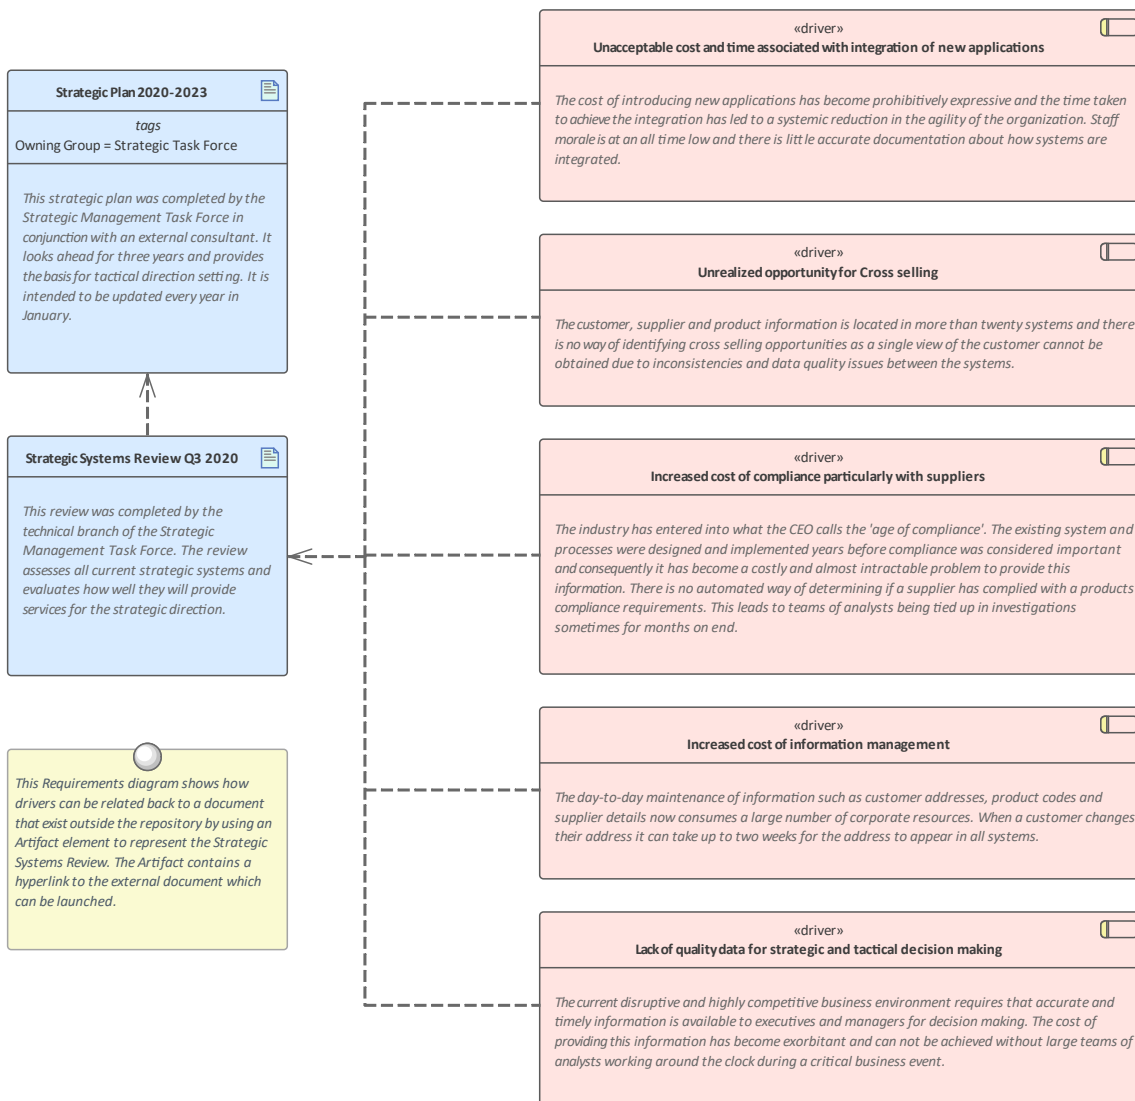 Strategic Plan 2020-2023
tags
Owning Group = Strategic Task Force
This strategic plan was completed by the
Strategic Management Task Force in
conjunction with an external consultant. It
looks ahead for three years and provides
the basis for tactical direction setting. It is
intended to be updated every year in
January.
Strategic Systems Review Q3 2020
This review was completed by the
technical branch of the Strategic
Management Task Force. The review
assesses all current strategic systems and
evaluates how well they will provide
services for the strategic direction.
This Requirements diagram shows how
drivers can be related back to a document
that exist outside the repository by using an
Artifact element to represent the Strategic
Systems Review. The Artifact contains a
hyperlink to the external document which
can be launched.
«driver»
Unacceptable cost and time associated with integration of new applications
The cost of introducing new applications has become prohibitively expressive and the time taken
to achieve the integration has led to a systemic reduction in the agility of the organization. Staff
morale is at an all time low and there is little accurate documentation about how systems are
integrated.
«driver»
Unrealized opportunity for Cross selling
The customer, supplier and product information is located in more than twenty systems and there
is no way of identifying cross selling opportunities as a single view of the customer cannot be
obtained due to inconsistencies and data quality issues between the systems.
«driver»
Increased cost of compliance particularly with suppliers
The industry has entered into what the CEO calls the 'age of compliance'. The existing system and
processes were designed and implemented years before compliance was considered important
and consequently it has become a costly and almost intractable problem to provide this
information. There is no automated way of determining if a supplier has complied with a products
compliance requirements. This leads to teams of analysts being tied up in investigations
sometimes for months on end.
«driver»
Increased cost of information management
The day-to-day maintenance of information such as customer addresses, product codes and
supplier details now consumes a large number of corporate resources. When a customer changes
their address it can take up to two weeks for the address to appear in all systems.
«driver»
Lack of quality data for strategic and tactical decision making
The current disruptive and highly competitive business environment requires that accurate and
timely information is available to executives and managers for decision making. The cost of
providing this information has become exorbitant and can not be achieved without large teams of
analysts working around the clock during a critical business event.